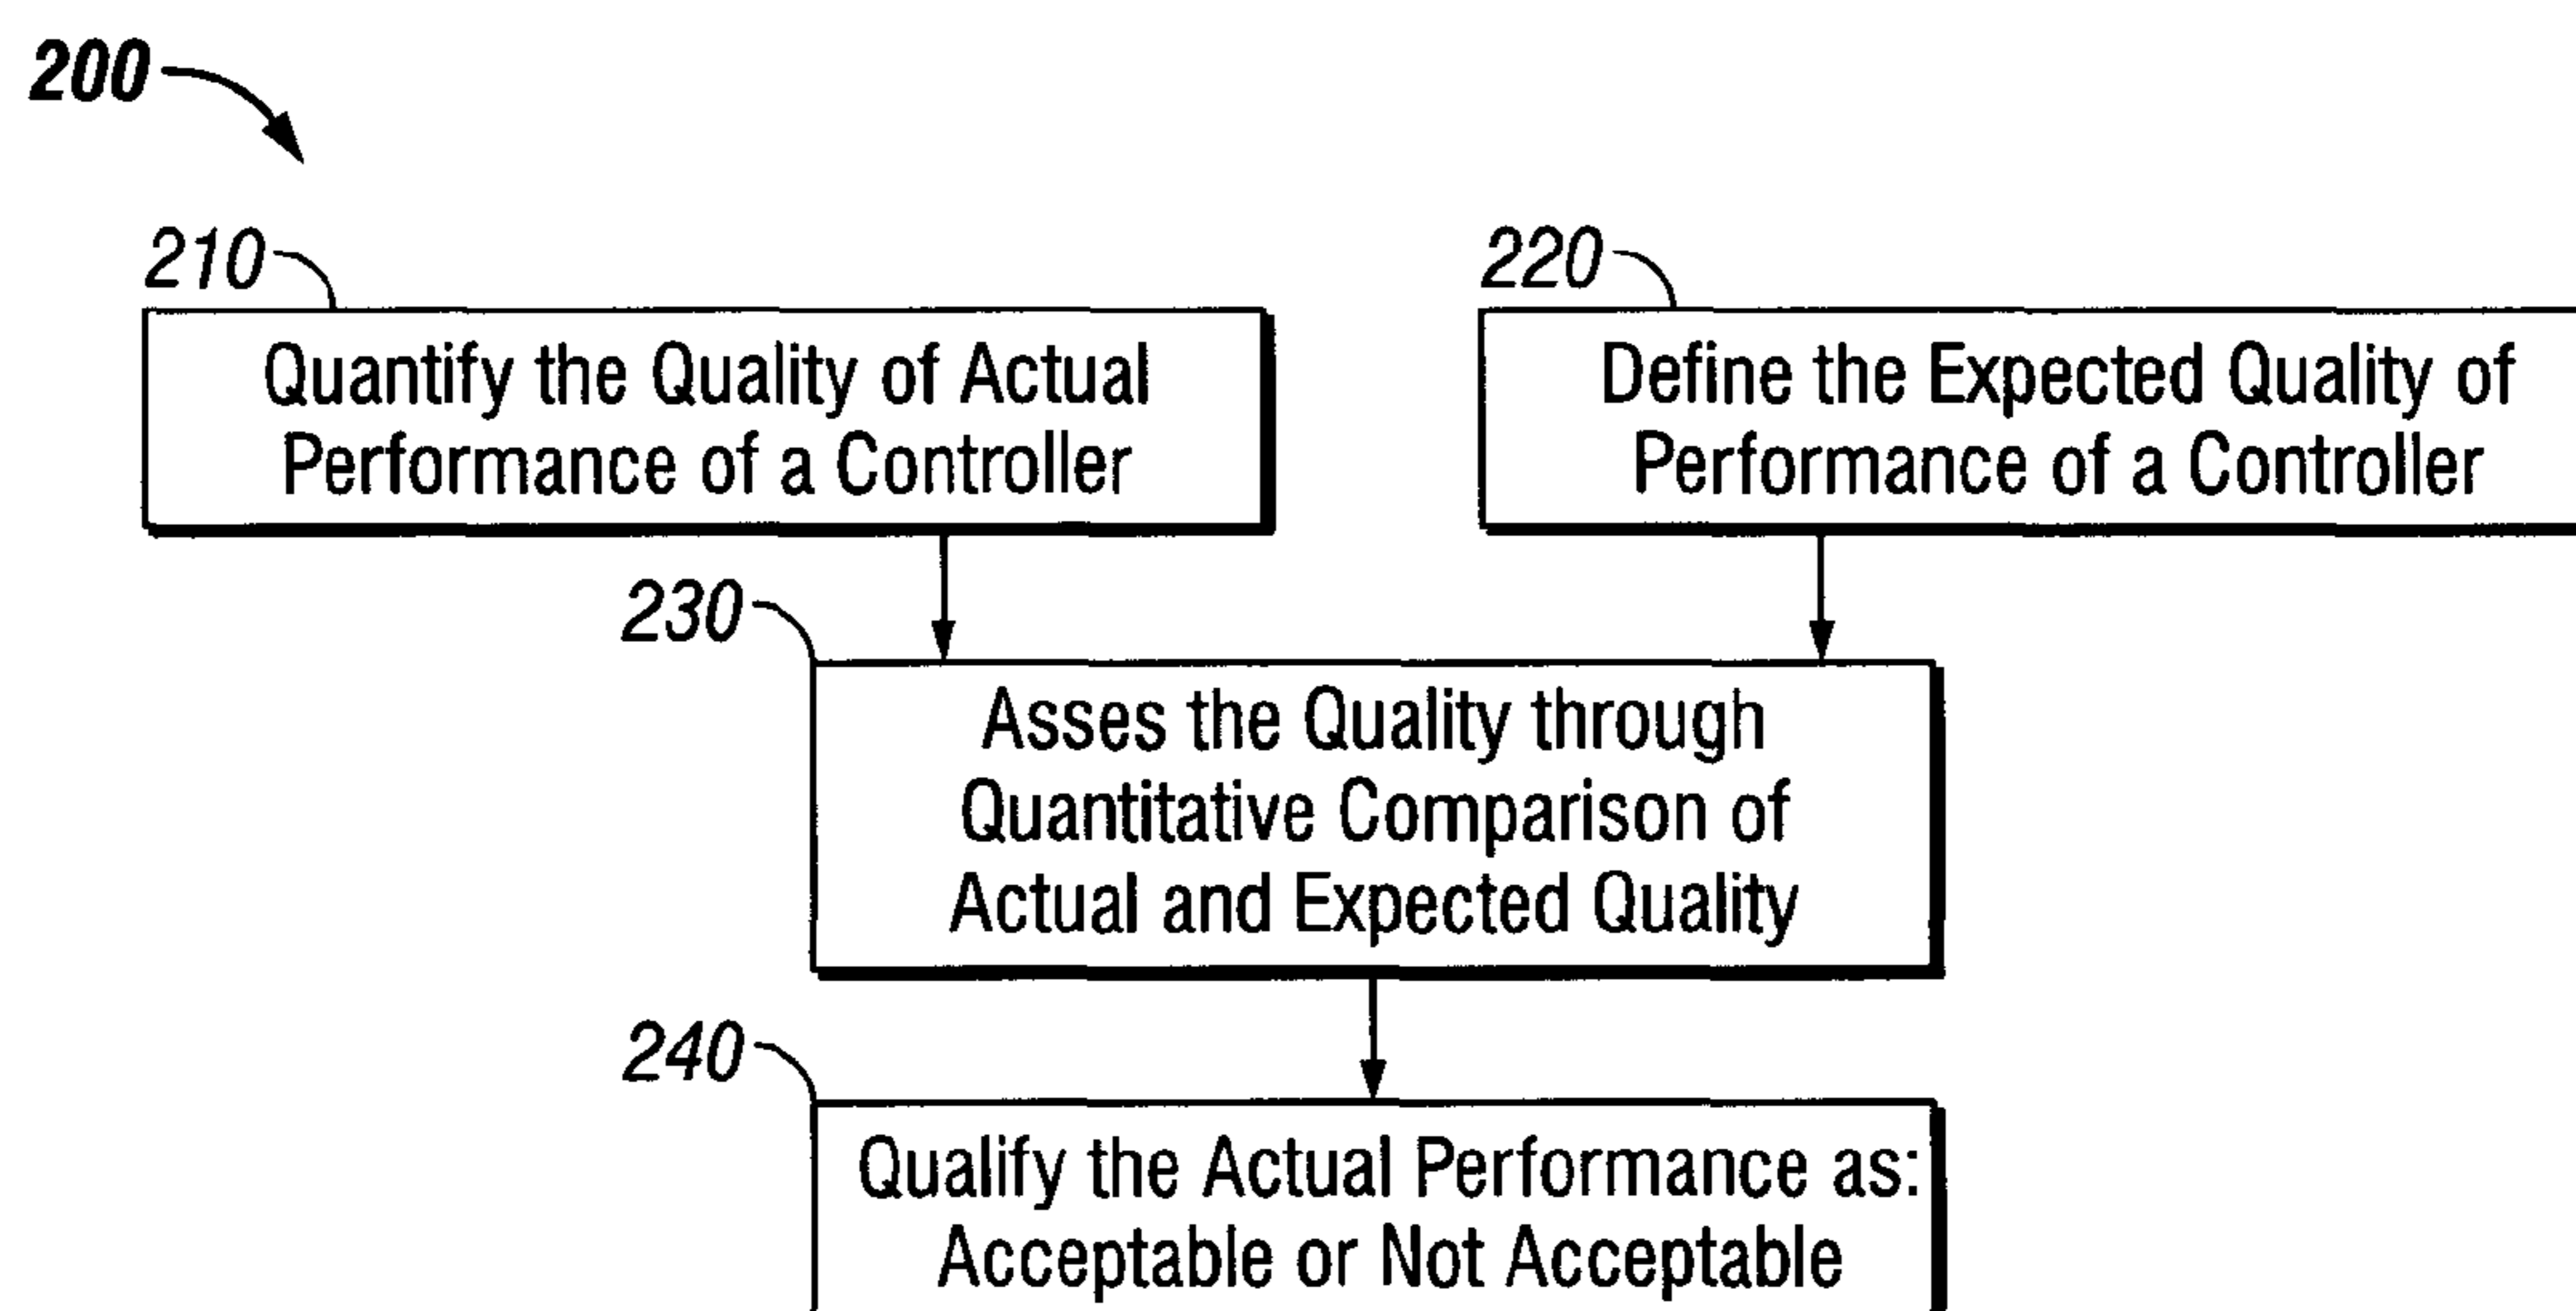 200
210
Quantify the Quality of Actual
Performance of a Controller
220
Define the Expected Quality of
Performance of a Controller
230
Asses the Quality through
Quantitative Comparison of
Actual and Expected Quality
240
Qualify the Actual Performance as:
Acceptable or Not Acceptable